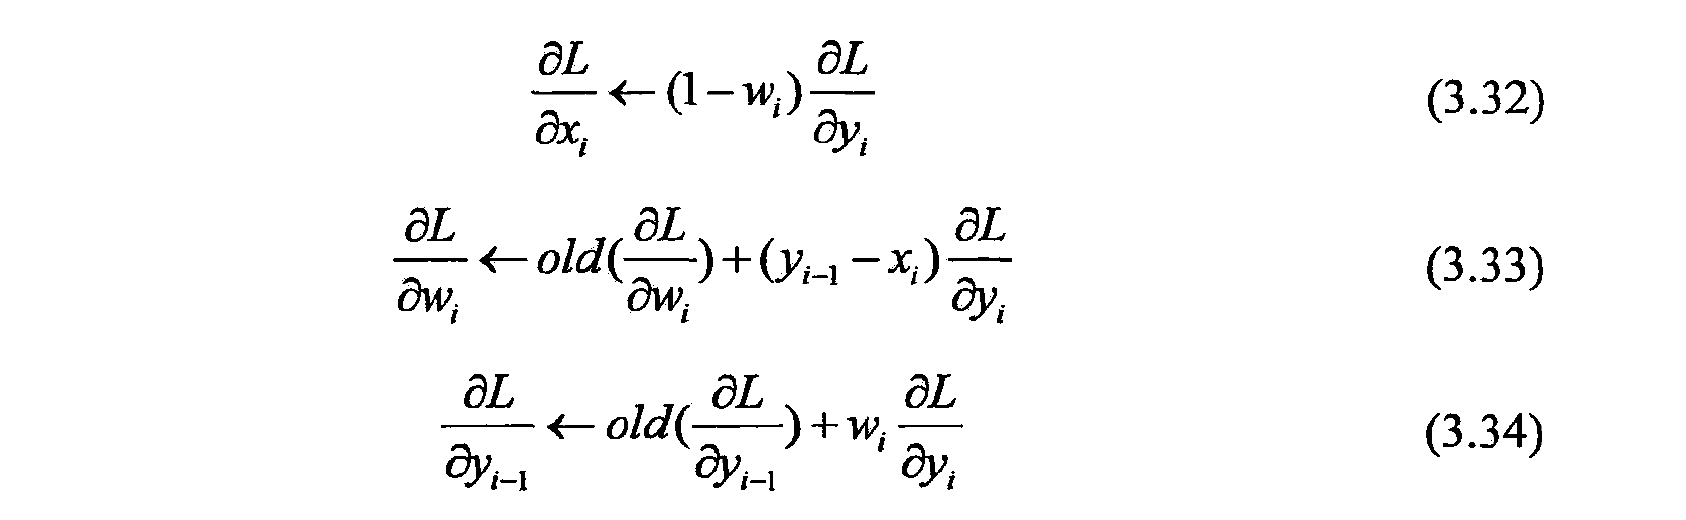 ∂L/∂x_i ← (1 − w_i) ∂L/∂y_i (3.32)
∂L/∂w_i ← old(∂L/∂w_i) + (y_{i−1} − x_i) ∂L/∂y_i (3.33)
∂L/∂y_{i−1} ← old(∂L/∂y_{i−1}) + w_i ∂L/∂y_i (3.34)